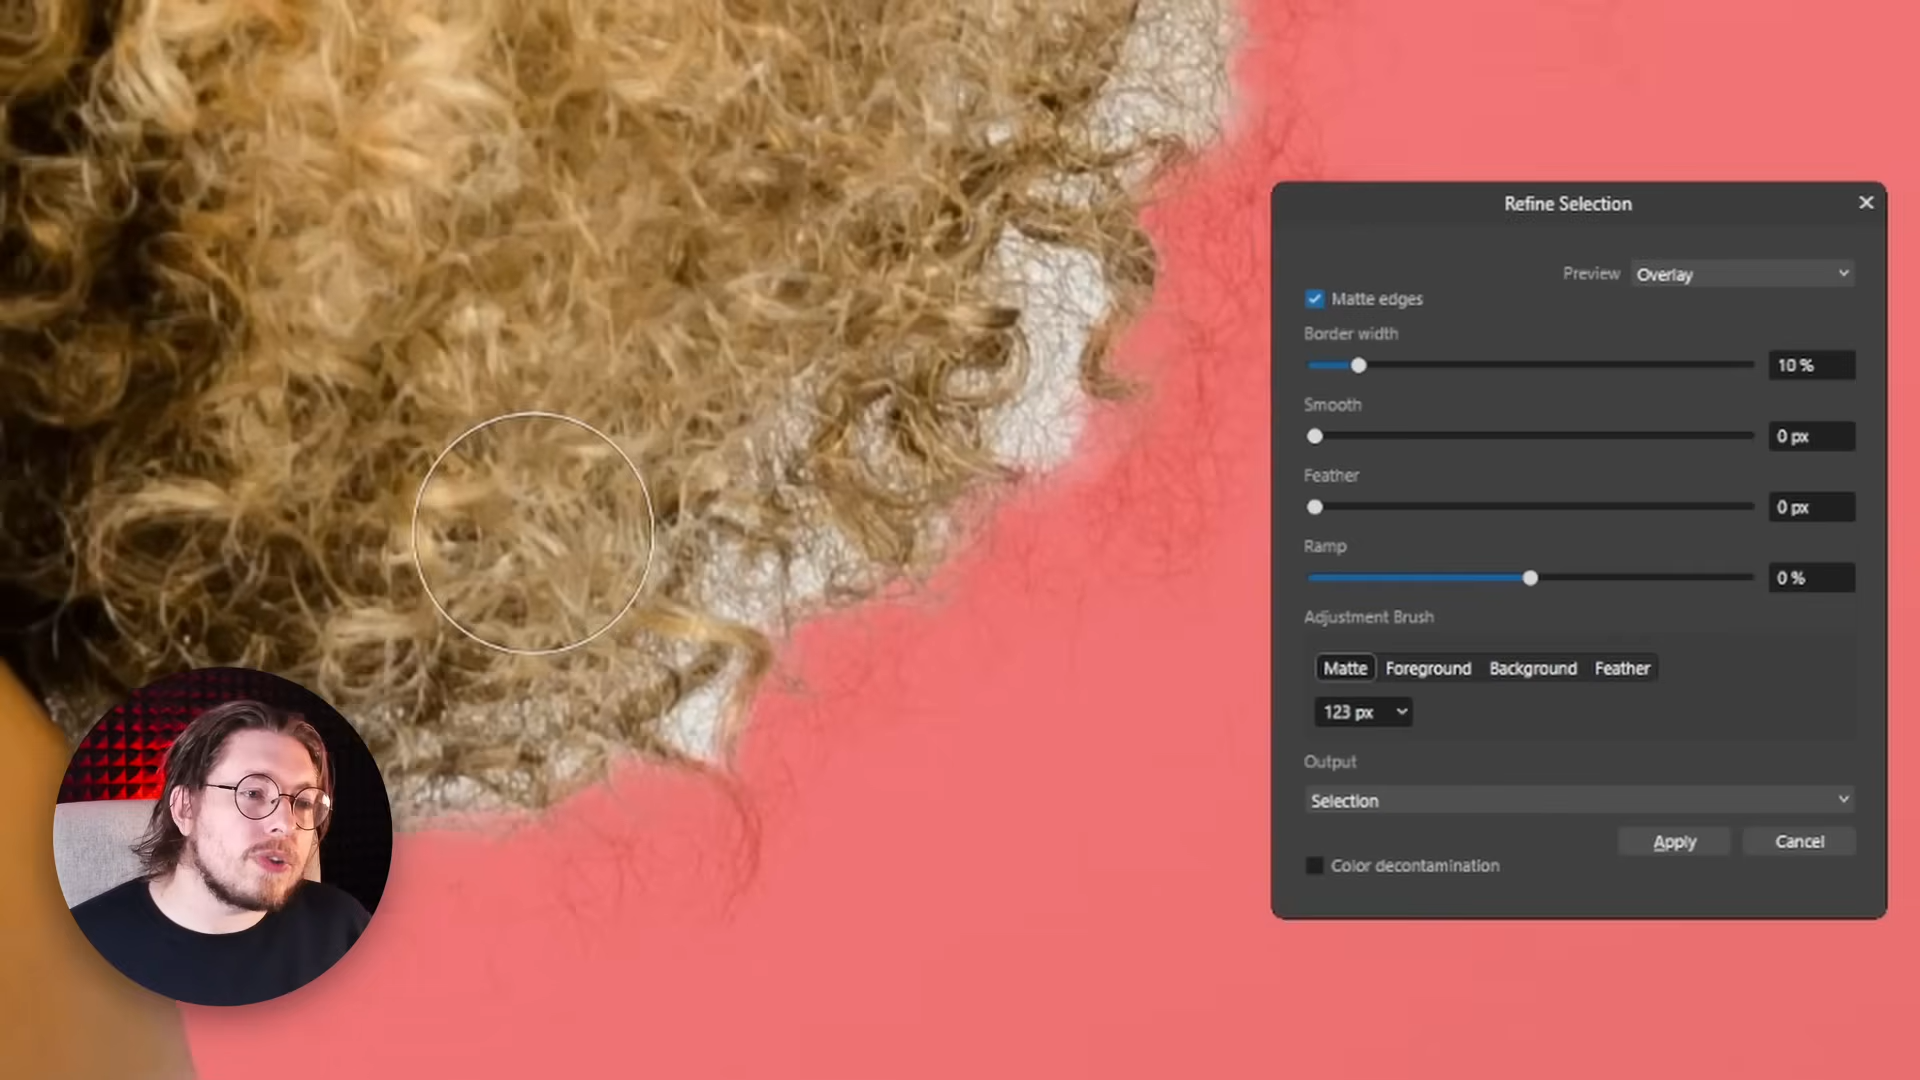 Refine Selection
Preview Overlay
Matte edges
Border width
10 %
Smooth
0 px
Feather
0 px
Ramp
0 %
Adjustment Brush
Matte Foreground Background Feather
123 px
Output
Selection
Apply Cancel
Color decontamination